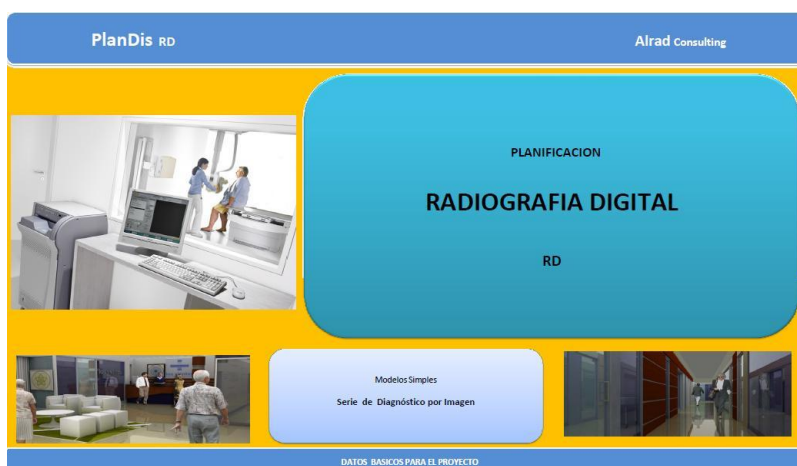 PlanDis RD
Alrad Consulting
PLANIFICACION
RADIOGRAFIA DIGITAL
RD
Modelos Simples
Serie de Diagnóstico por Imagen
DATOS BASICOS PARA EL PROYECTO